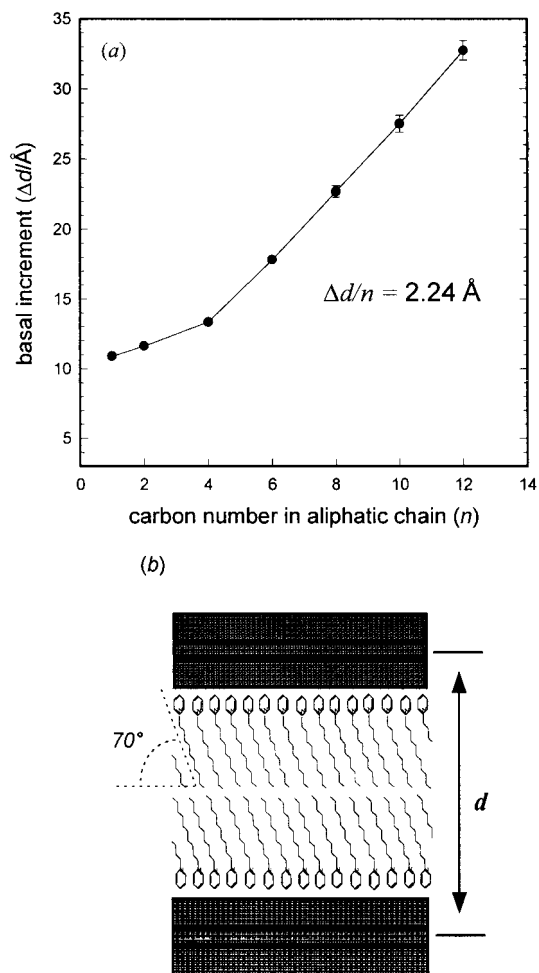 (a)
35
30
25
20
15
10
5
basal increment (Δd/Å)
Δd/n = 2.24 Å
0 2 4 6 8 10 12 14
carbon number in aliphatic chain (n)
(b)
70°
d